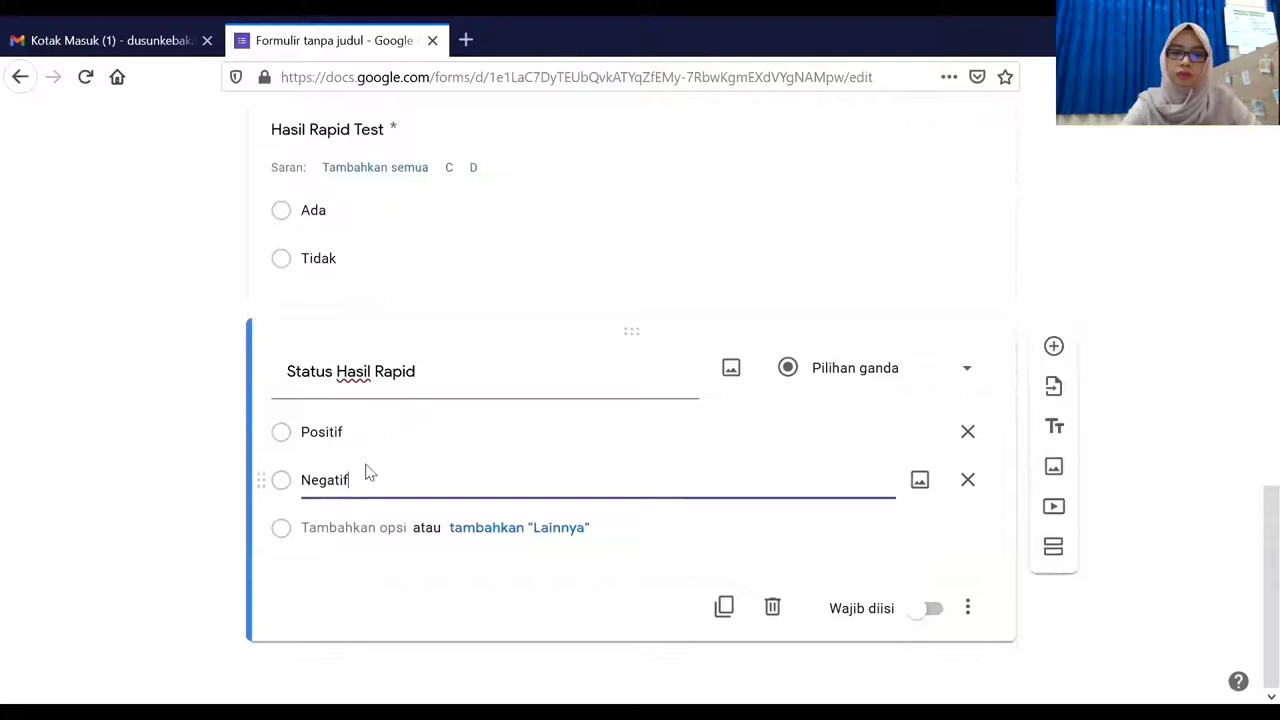 Kotak Masuk (1) - dusunkebak
Formulir tanpa judul - Google
https://docs.google.com/forms/d/1e1LaC7DyTEUbQvkATYqZfEMy-7RbwKgmEXdVYgNAMpw/edit
Hasil Rapid Test *
Saran: Tambahkan semua C D
Ada
Tidak
Status Hasil Rapid
Pilihan ganda
Positif
Negatif
Tambahkan opsi atau tambahkan "Lainnya"
Wajib diisi